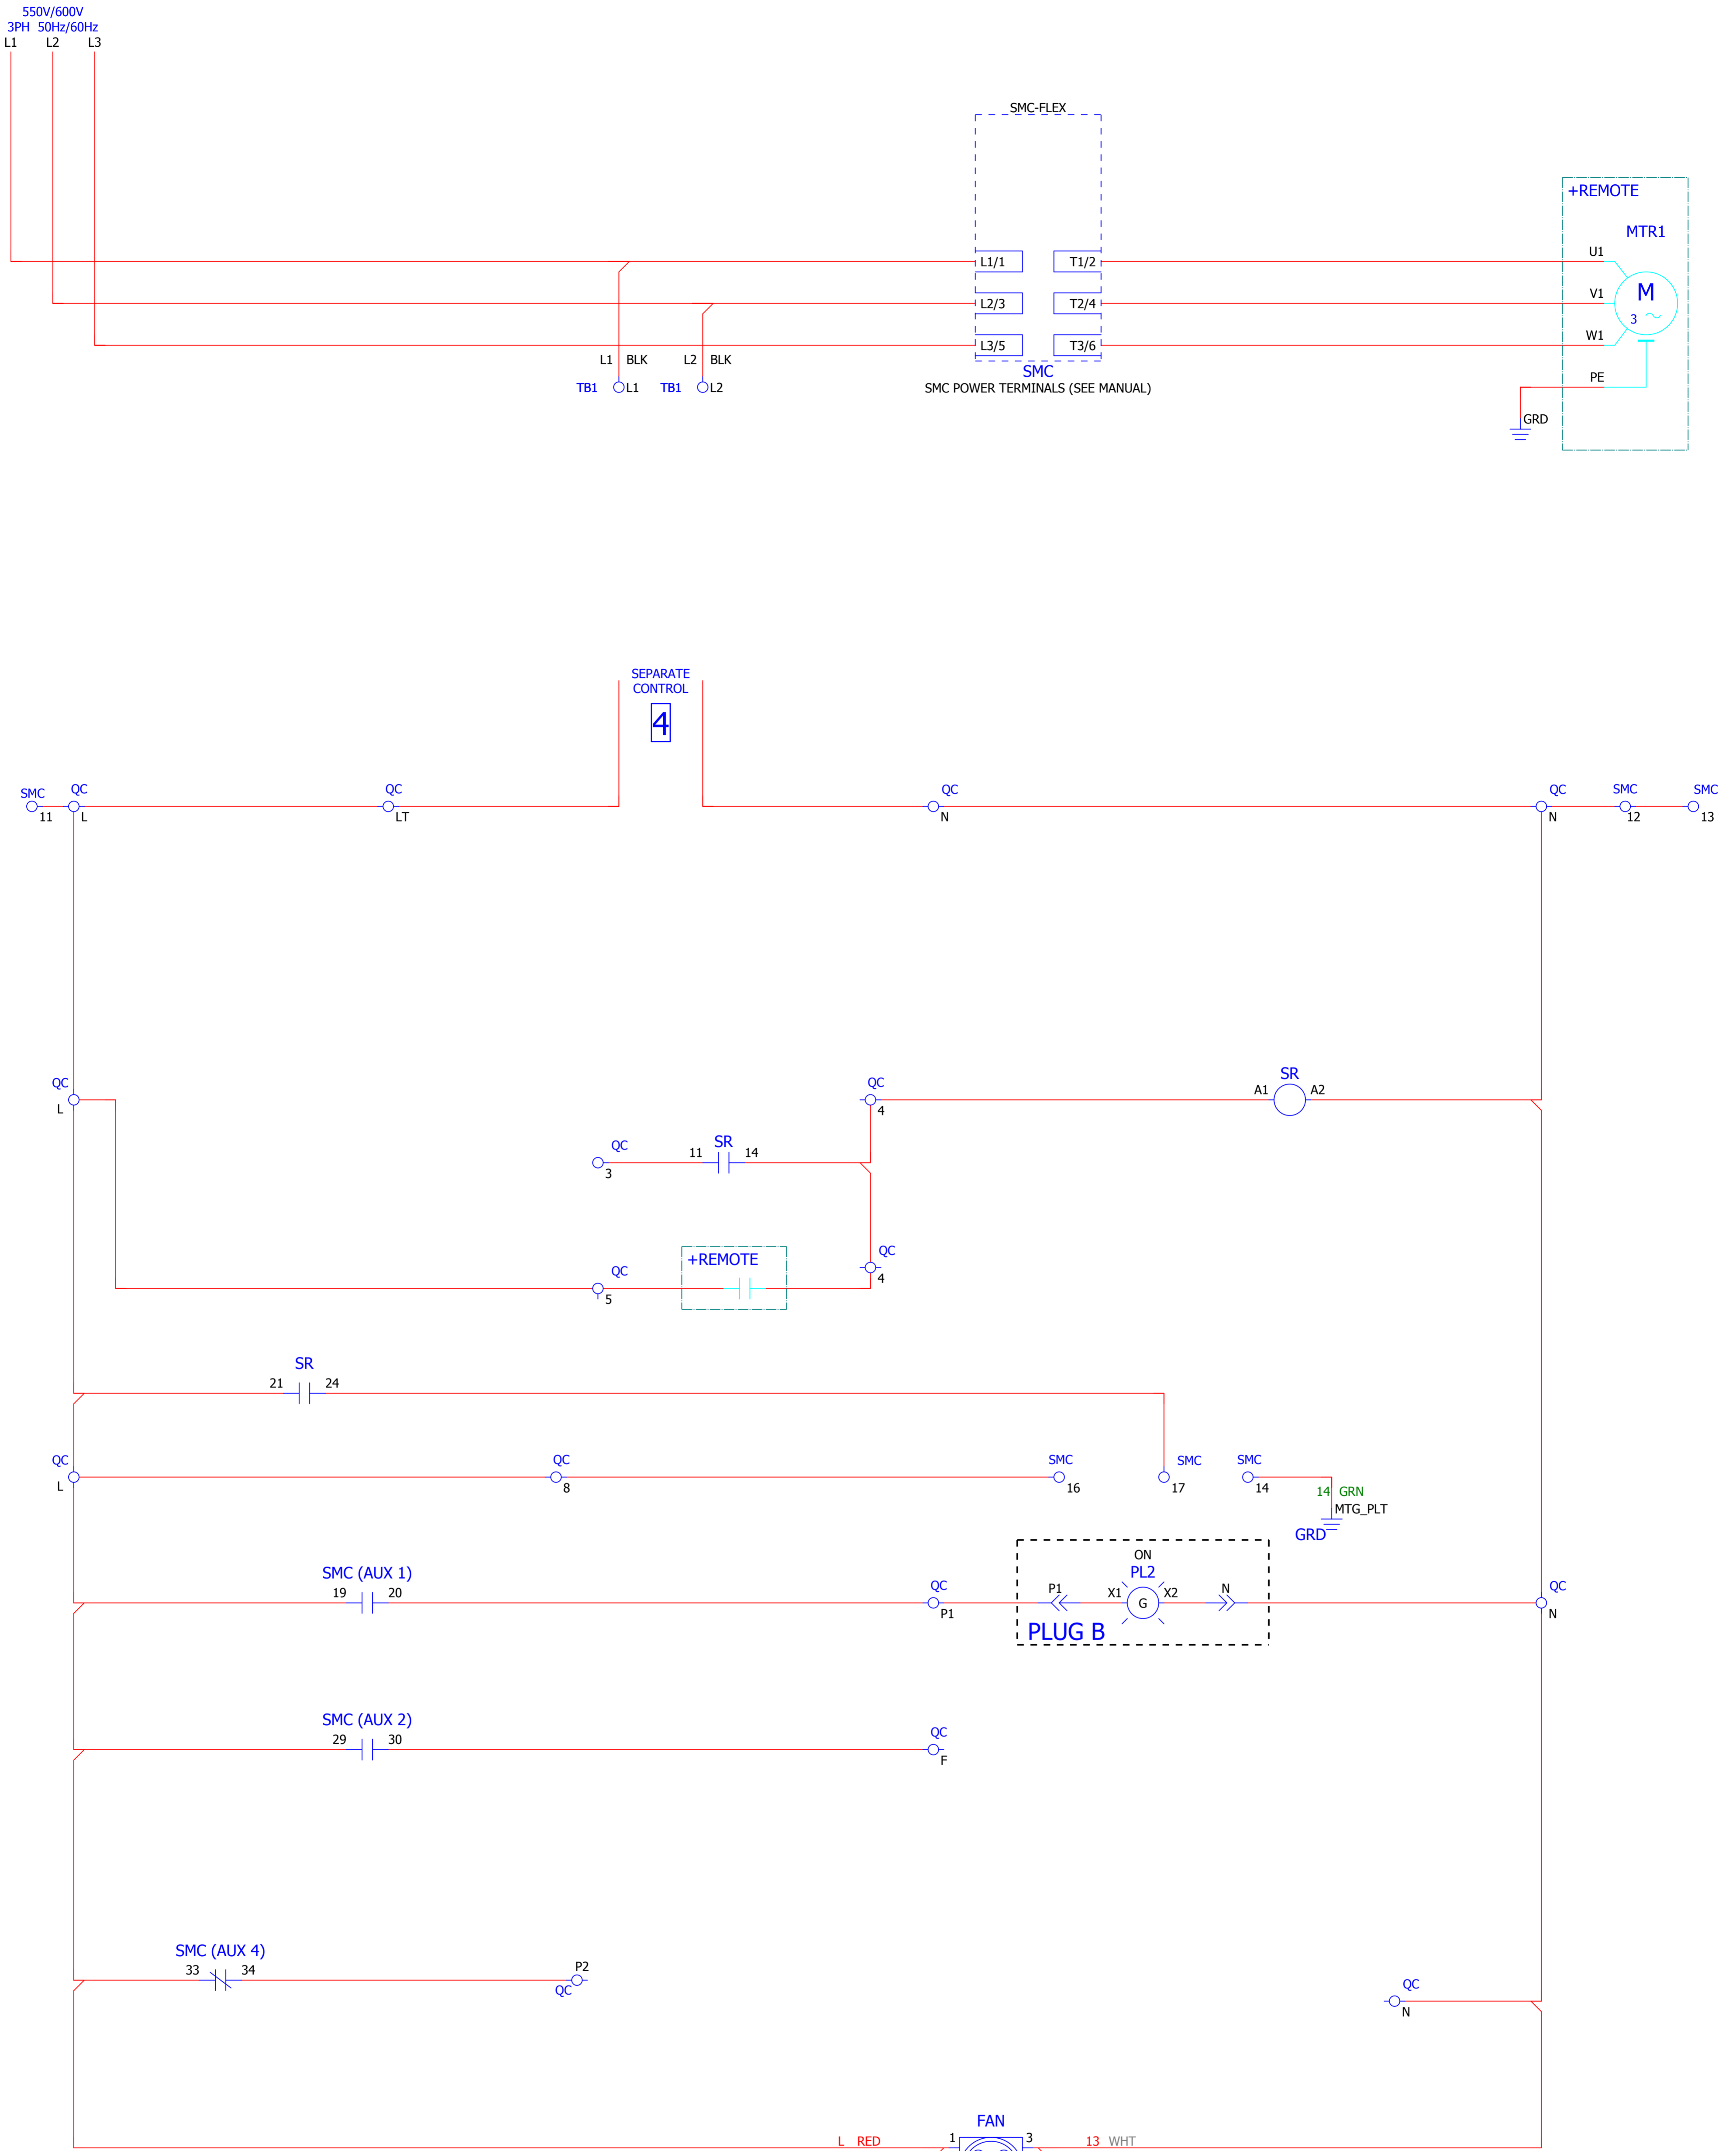 550V/600V
3PH 50Hz/60Hz
L1 L2 L3
SMC-FLEX
+REMOTE
MTR1
L1/1 T1/2 U1
L2/3 T2/4 V1 M
3
L3/5 T3/6 W1
L1 BLK L2 BLK
SMC
TB1 L1 TB1 L2
SMC POWER TERMINALS (SEE MANUAL)
PE
GRD
SEPARATE
CONTROL
4
SMC QC QC QC QC SMC SMC
11 L LT N N 12 13
QC QC SR
L 4 A1 A2
QC SR
3 11 14
QC +REMOTE QC
5 4
SR
21 24
QC QC SMC SMC SMC
L 8 16 17 14
14 GRN
MTG_PLT
GRD
ON
SMC (AUX 1) PL2
19 20 QC P1 X1 G X2 N QC
P1 N
PLUG B
SMC (AUX 2)
29 30 QC
F
SMC (AUX 4)
33 34 P2
QC
QC
N
FAN
L RED 1 3 13 WHT